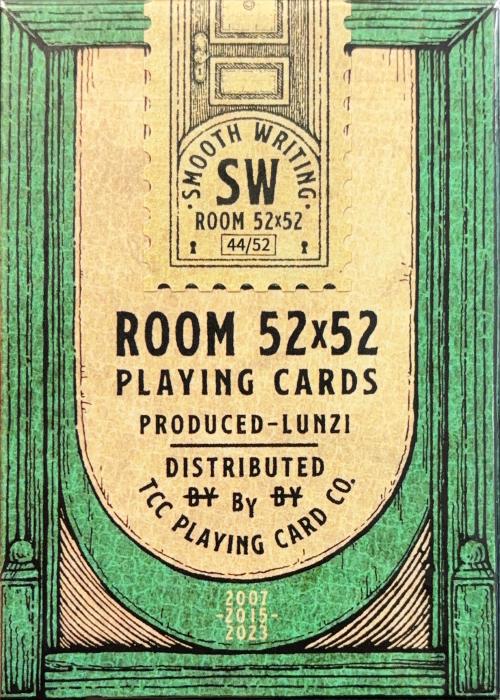 ·SMOOTH WRITING·
SW
ROOM 52x52
44/52
ROOM 52x52
PLAYING CARDS
PRODUCED-LUNZI
DISTRIBUTED
BY By BY
TCC PLAYING CARD CO.
2007
-2015-
2023